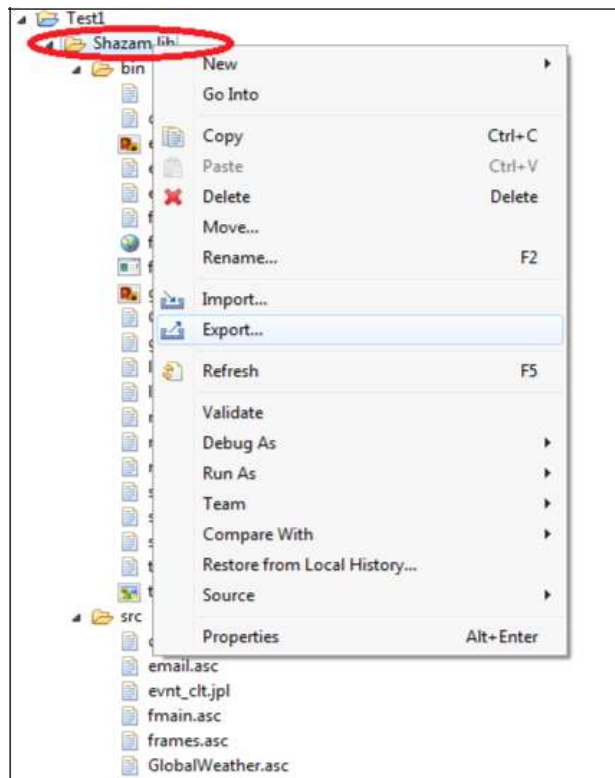 Test1
Shazam.lib
bin
New
Go Into
Copy Ctrl+C
Paste Ctrl+V
Delete Delete
Move...
Rename... F2
Import...
Export...
Refresh F5
Validate
Debug As
Run As
Team
Compare With
Restore from Local History...
Source
src
Properties Alt+Enter
email.asc
evnt_clt.jpl
fmain.asc
frames.asc
GlobalWeather.asc